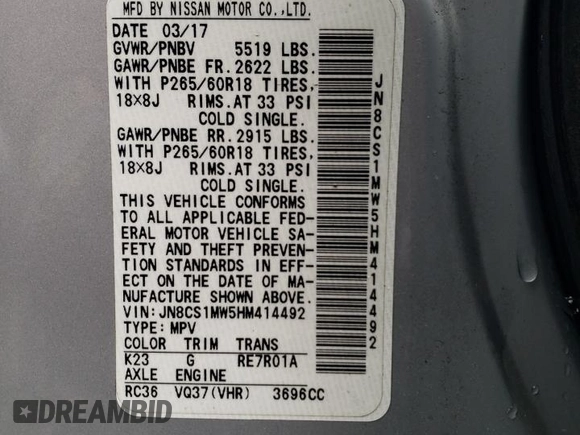 MFD BY NISSAN MOTOR CO.,LTD.
DATE 03/17
GVWR/PNBV 5519 LBS.
GAWR/PNBE FR. 2622 LBS.
WITH P265/60R18 TIRES,
18×8J RIMS. AT 33 PSI
COLD SINGLE.
GAWR/PNBE RR. 2915 LBS.
WITH P265/60R18 TIRES,
18×8J RIMS. AT 33 PSI
COLD SINGLE.
THIS VEHICLE CONFORMS
TO ALL APPLICABLE FED-
ERAL MOTOR VEHICLE SA-
FETY AND THEFT PREVEN-
TION STANDARDS IN EFF-
ECT ON THE DATE OF MA-
NUFACTURE SHOWN ABOVE.
VIN: JN8CS1MW5HM414492
TYPE: MPV
COLOR TRIM TRANS
K23 G RE7R01A
AXLE ENGINE
RC36 VQ37(VHR) 3696CC
JN8CS1MW5HM414492
DREAMBID